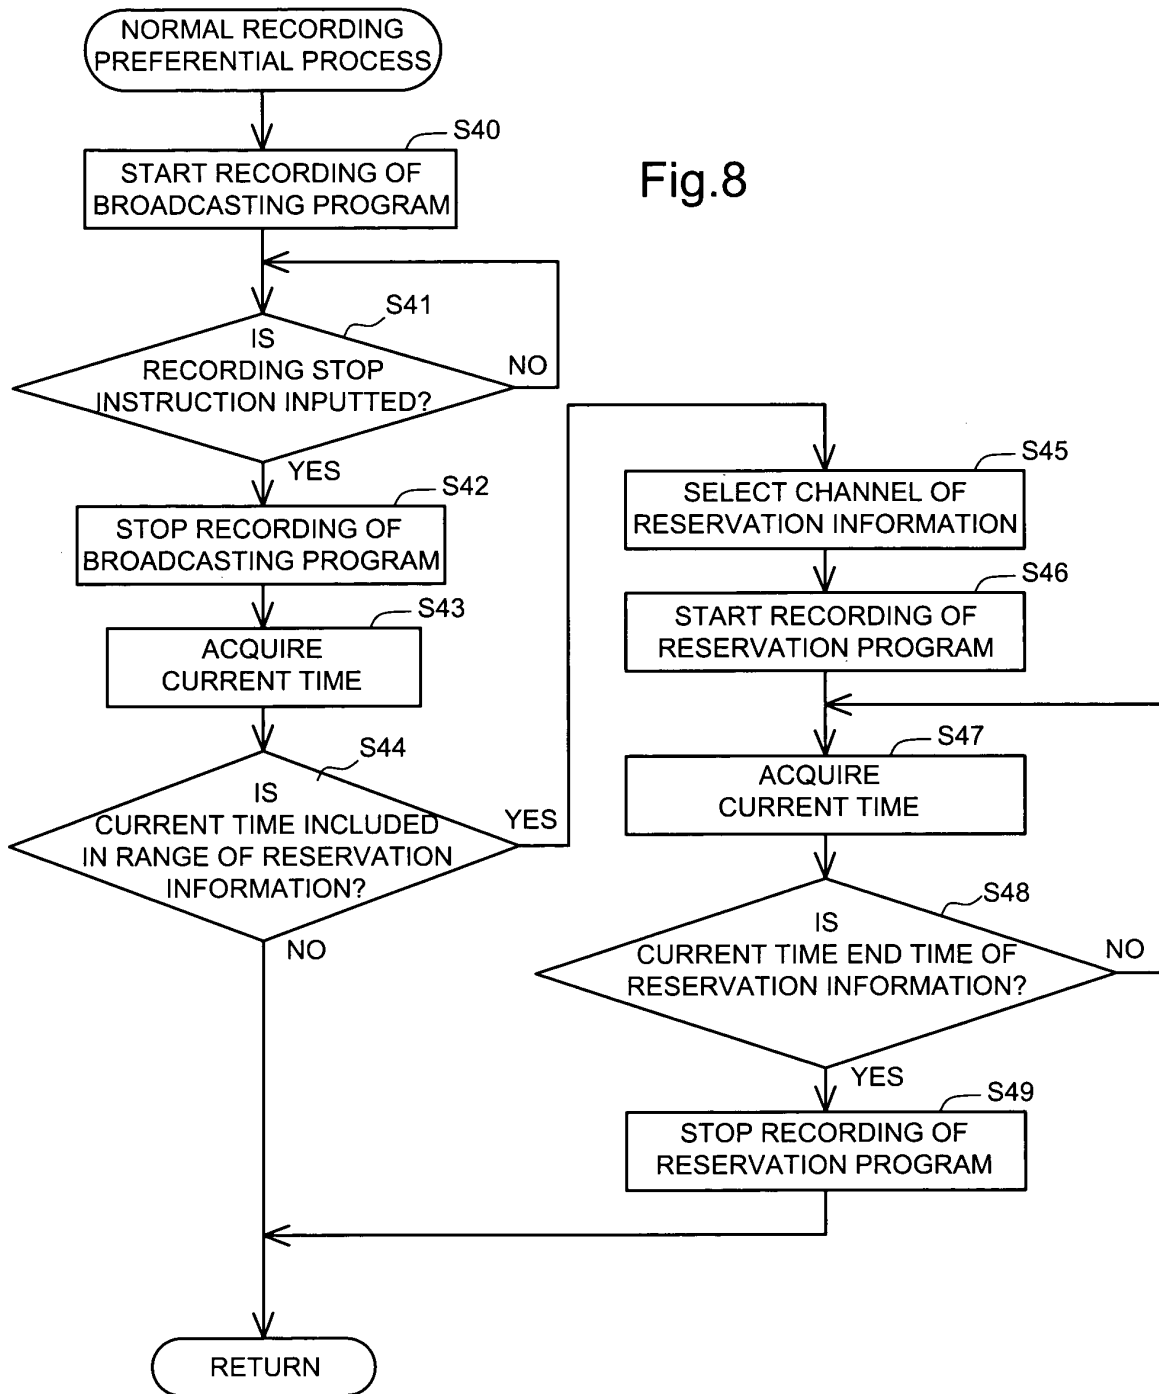 NORMAL RECORDING
PREFERENTIAL PROCESS
S40
START RECORDING OF
BROADCASTING PROGRAM
Fig.8
S41
IS
RECORDING STOP
INSTRUCTION INPUTTED?
NO
YES
S42
STOP RECORDING OF
BROADCASTING PROGRAM
S43
ACQUIRE
CURRENT TIME
S44
IS
CURRENT TIME INCLUDED
IN RANGE OF RESERVATION
INFORMATION?
YES
NO
S45
SELECT CHANNEL OF
RESERVATION INFORMATION
S46
START RECORDING OF
RESERVATION PROGRAM
S47
ACQUIRE
CURRENT TIME
S48
IS
CURRENT TIME END TIME OF
RESERVATION INFORMATION?
NO
YES
S49
STOP RECORDING OF
RESERVATION PROGRAM
RETURN